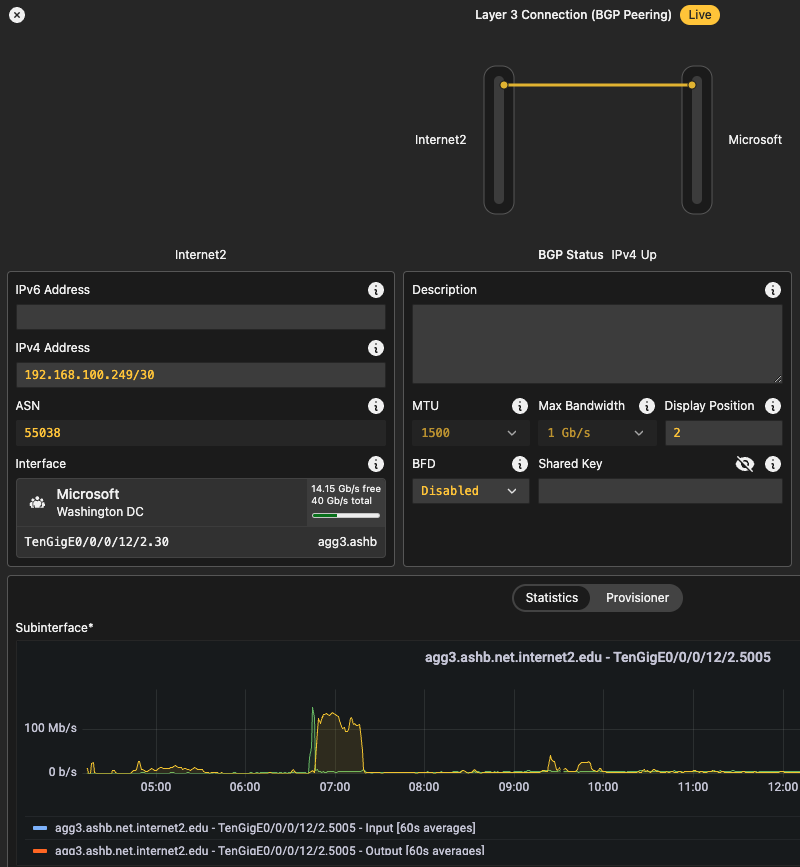 Layer 3 Connection (BGP Peering) Live
Internet2
Microsoft
Internet2
BGP Status IPv4 Up
IPv6 Address
IPv4 Address
192.168.100.249/30
ASN
55038
Interface
Microsoft
Washington DC
14.15 Gb/s free
40 Gb/s total
TenGigE0/0/0/12/2.30
agg3.ashb
Description
MTU
Max Bandwidth
Display Position
1500
1 Gb/s
2
BFD
Shared Key
Disabled
Statistics
Provisioner
Subinterface*
agg3.ashb.net.internet2.edu - TenGigE0/0/0/12/2.5005
100 Mb/s
0 b/s
05:00 06:00 07:00 08:00 09:00 10:00 11:00 12:00
agg3.ashb.net.internet2.edu - TenGigE0/0/0/12/2.5005 - Input [60s averages]
agg3.ashb.net.internet2.edu - TenGigE0/0/0/12/2.5005 - Output [60s averages]